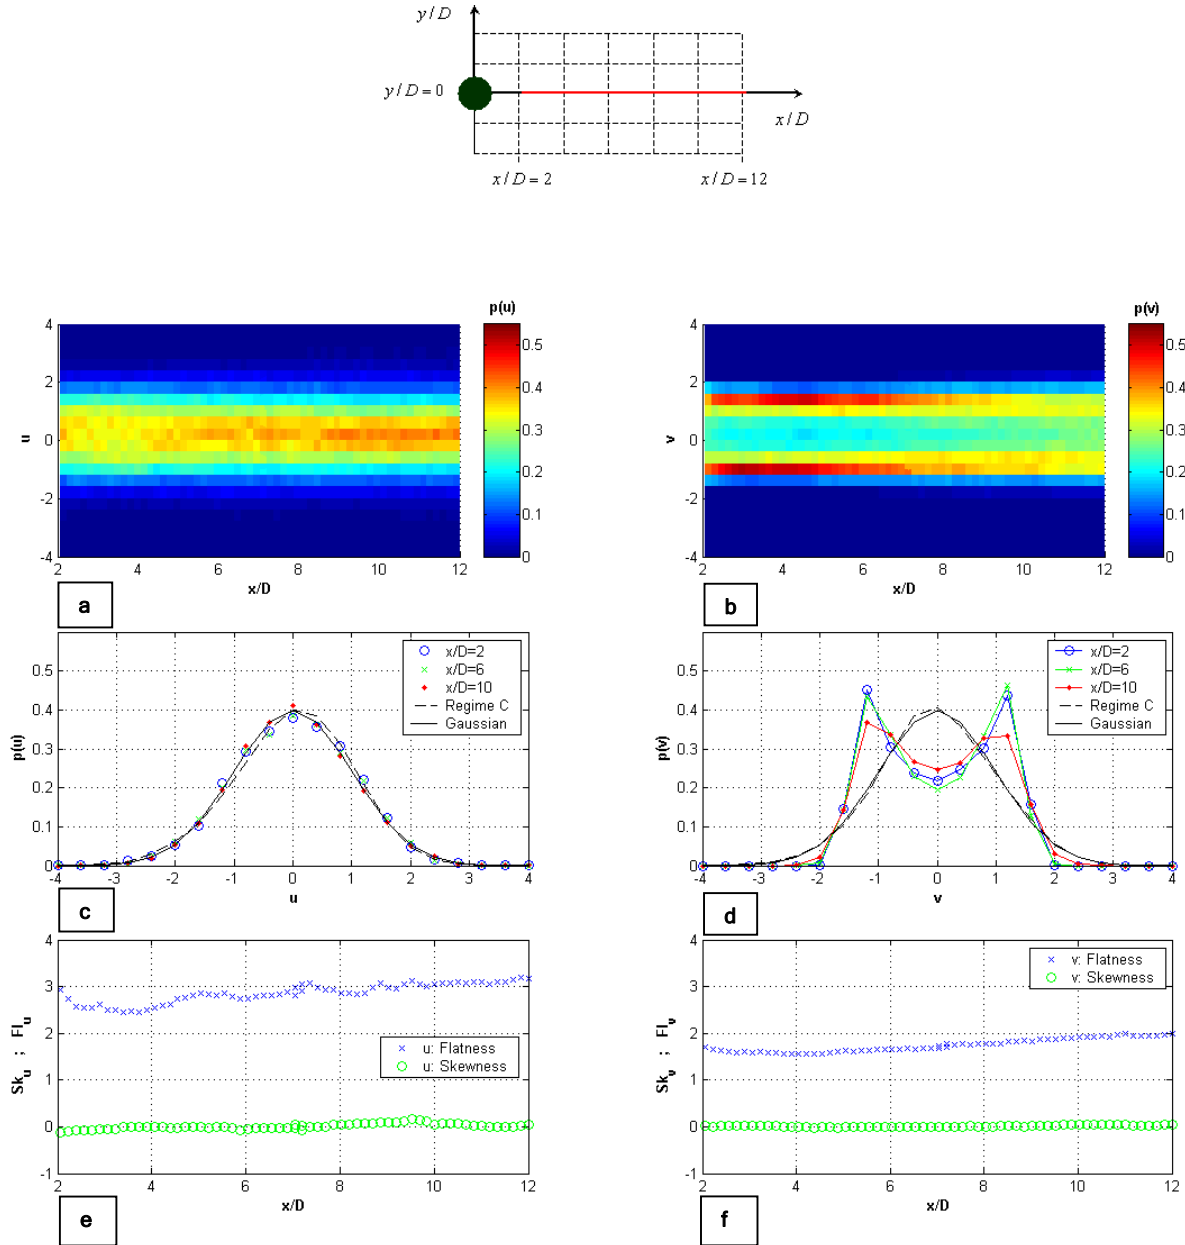 y/D
y/D=0
x/D
x/D=2
x/D=12
p(u)
4
2
0
-2
-4
u
0.5
0.4
0.3
0.2
0.1
0
2
4
6
8
10
12
x/D
a
p(v)
4
2
0
-2
-4
v
0.5
0.4
0.3
0.2
0.1
0
2
4
6
8
10
12
x/D
b
x/D=2
x/D=6
x/D=10
Regime C
Gaussian
0.5
0.4
0.3
0.2
0.1
0
p(u)
-4
-3
-2
-1
0
1
2
3
4
u
c
x/D=2
x/D=6
x/D=10
Regime C
Gaussian
0.5
0.4
0.3
0.2
0.1
0
p(v)
-4
-3
-2
-1
0
1
2
3
4
v
d
4
3
2
1
0
-1
Sku ; Flu
u: Flatness
u: Skewness
2
4
6
8
10
12
x/D
e
4
3
2
1
0
-1
Skv ; Flv
v: Flatness
v: Skewness
2
4
6
8
10
12
x/D
f